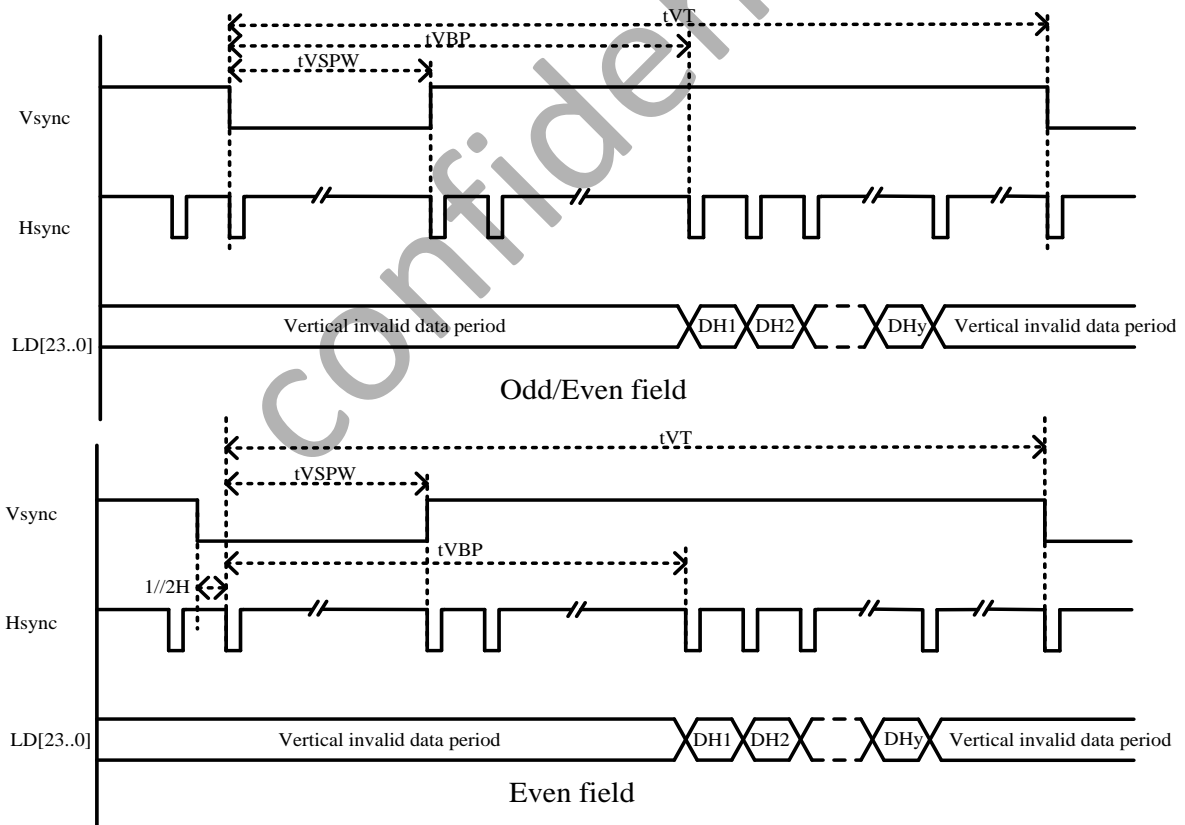 tVT
tVBP
tVSPW
Vsync
Hsync
Vertical invalid data period DH1 DH2 DHy Vertical invalid data period
LD[23..0]
Odd/Even field
tVT
tVSPW
Vsync
tVBP
1//2H
Hsync
LD[23..0] Vertical invalid data period DH1 DH2 DHy Vertical invalid data period
Even field